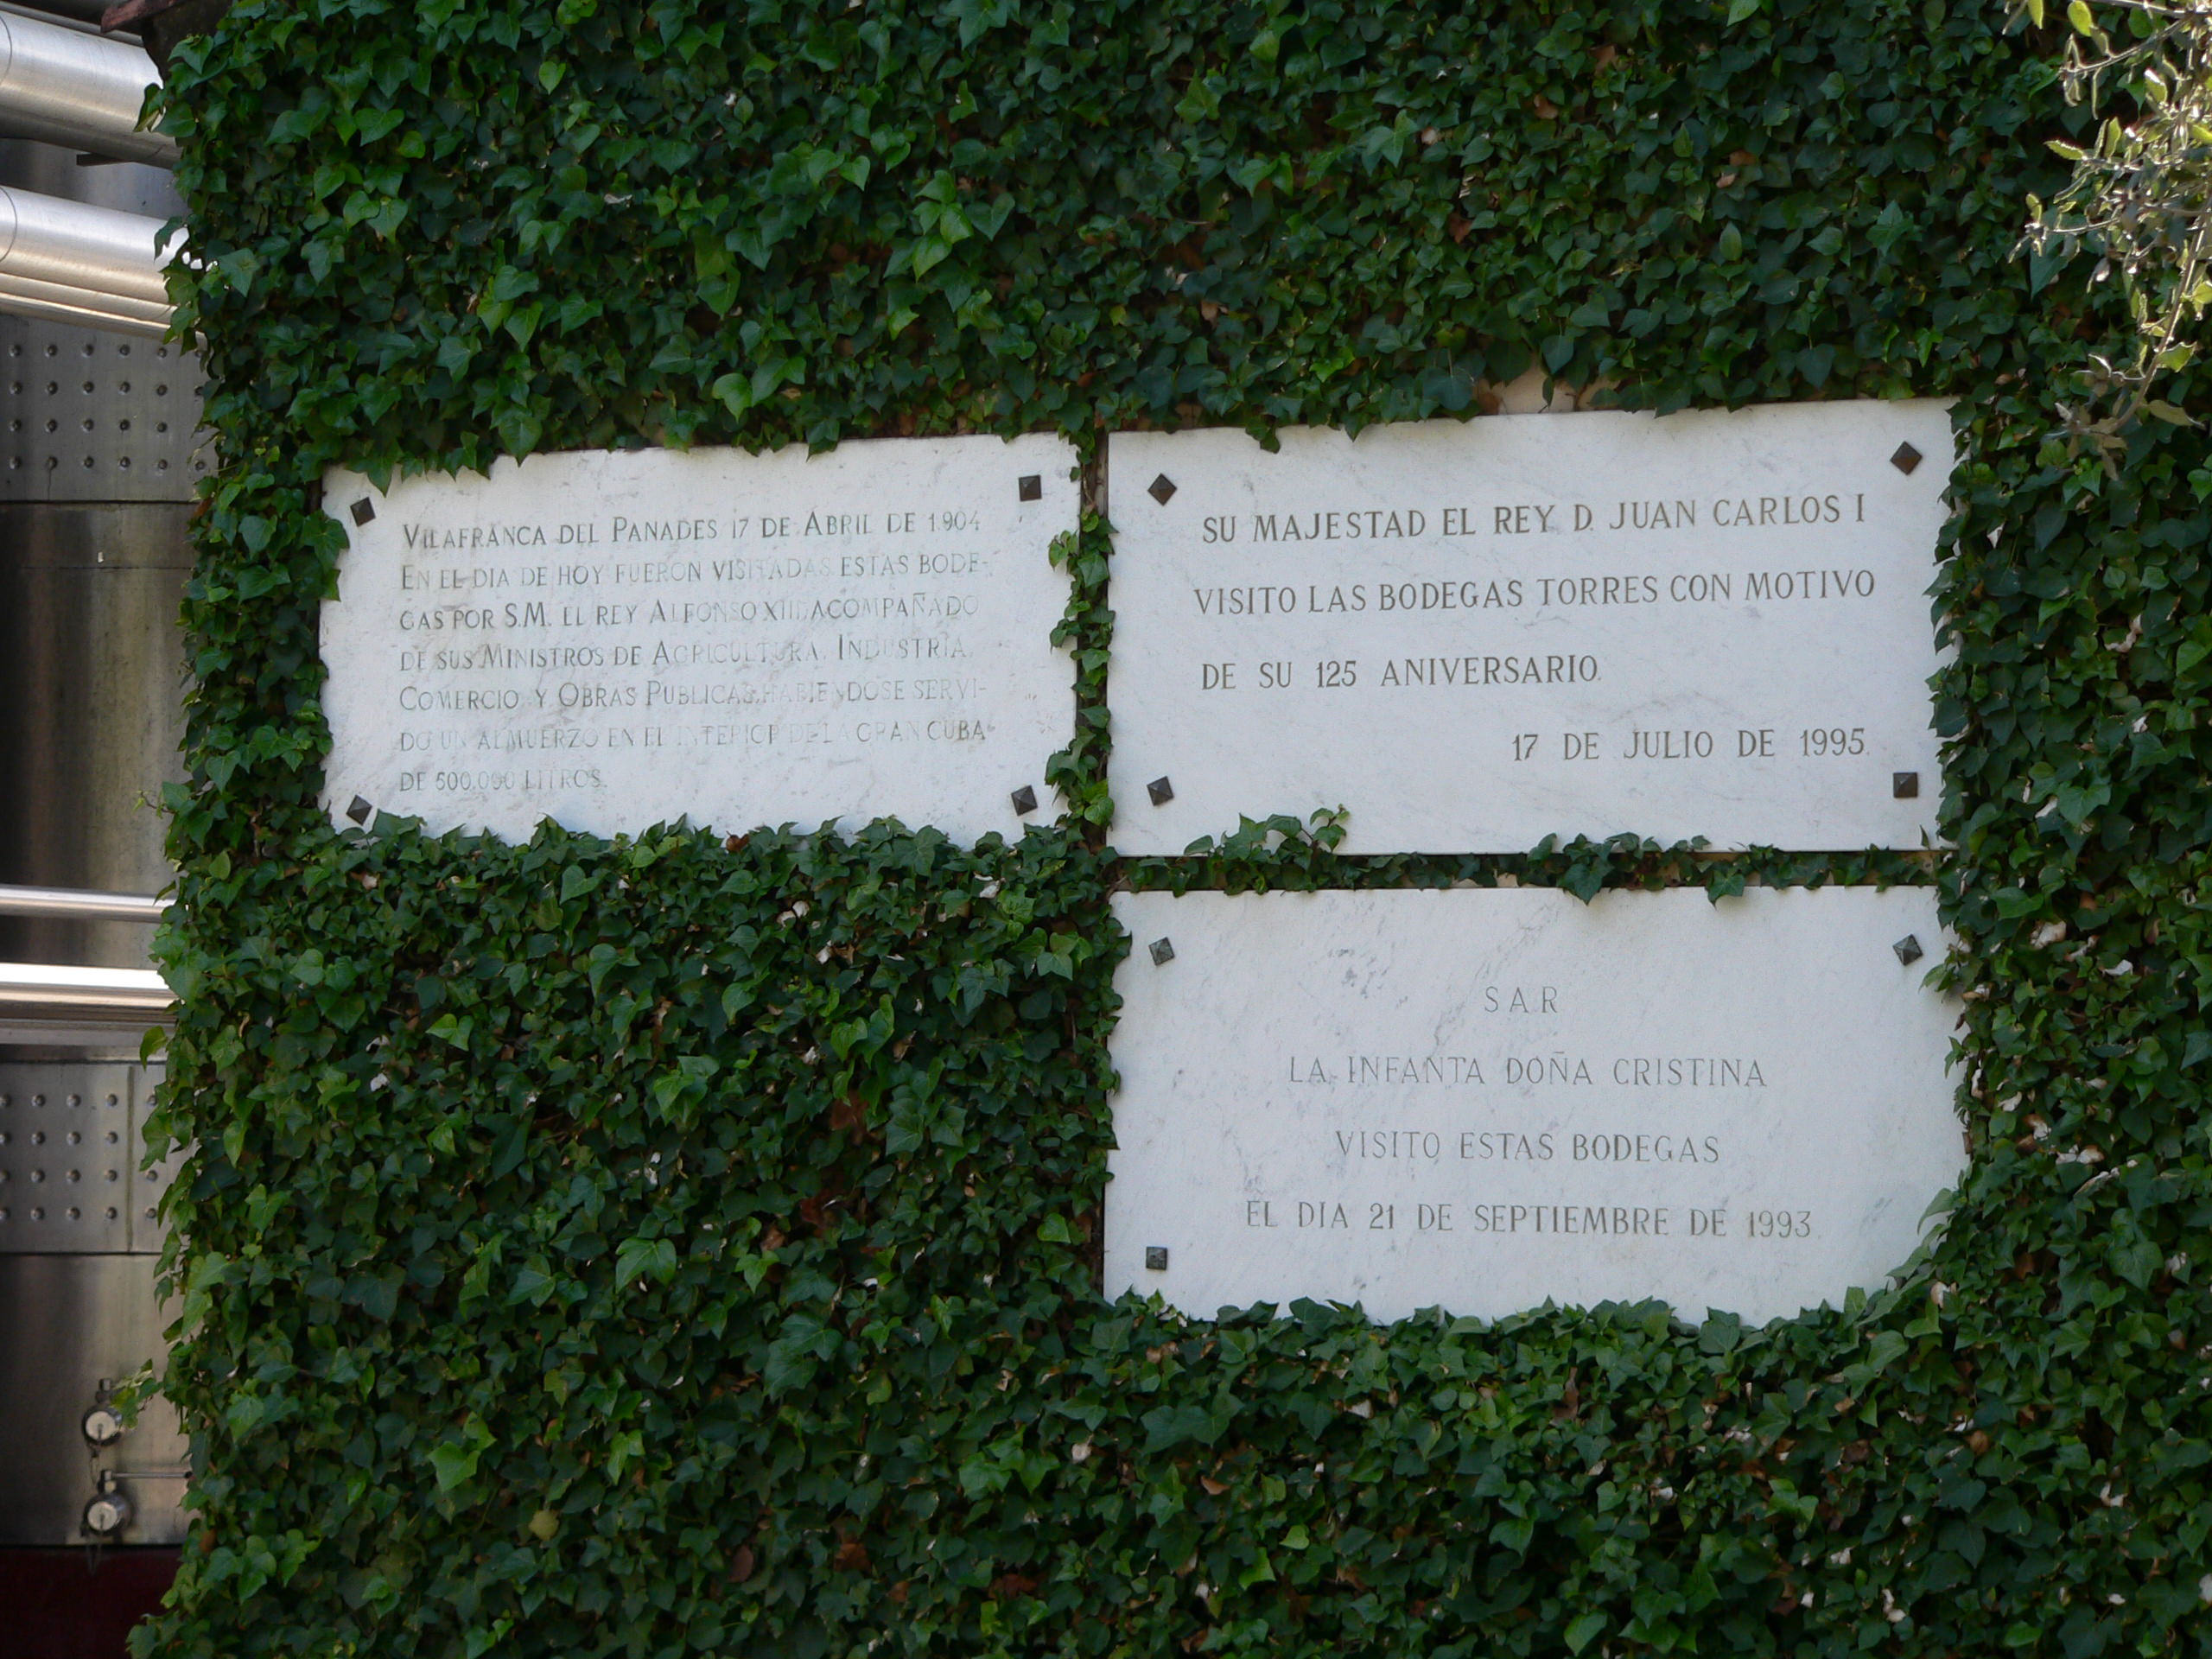 VILAFRANCA DEL PANADES 17 DE ABRIL DE 1.904
EN EL DIA DE HOY FUERON VISITADAS ESTAS BODE-
GAS POR S.M. EL REY ALFONSO XIII ACOMPAÑADO
DE SUS MINISTROS DE AGRICULTURA, INDUSTRIA,
COMERCIO Y OBRAS PUBLICAS, HABIENDOSE SERVI-
DO UN ALMUERZO EN EL INTERIOR DE LA GRAN CUBA
DE 500.000 LITROS.
SU MAJESTAD EL REY D. JUAN CARLOS I
VISITO LAS BODEGAS TORRES CON MOTIVO
DE SU 125 ANIVERSARIO.
17 DE JULIO DE 1995.
S A R
LA INFANTA DOÑA CRISTINA
VISITO ESTAS BODEGAS
EL DIA 21 DE SEPTIEMBRE DE 1993.